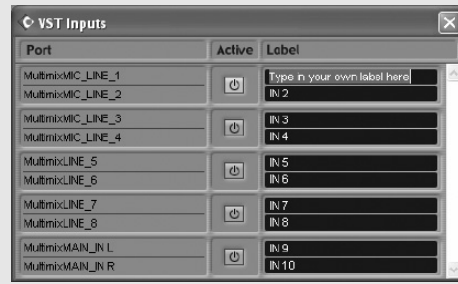 VST Inputs
Port Active Label
MultimixMIC_LINE_1 Type in your own label here
MultimixMIC_LINE_2 IN 2
MultimixMIC_LINE_3 IN 3
MultimixMIC_LINE_4 IN 4
MultimixLINE_5 IN 5
MultimixLINE_6 IN 6
MultimixLINE_7 IN 7
MultimixLINE_8 IN 8
MultimixMAIN_IN L IN 9
MultimixMAIN_IN R IN 10